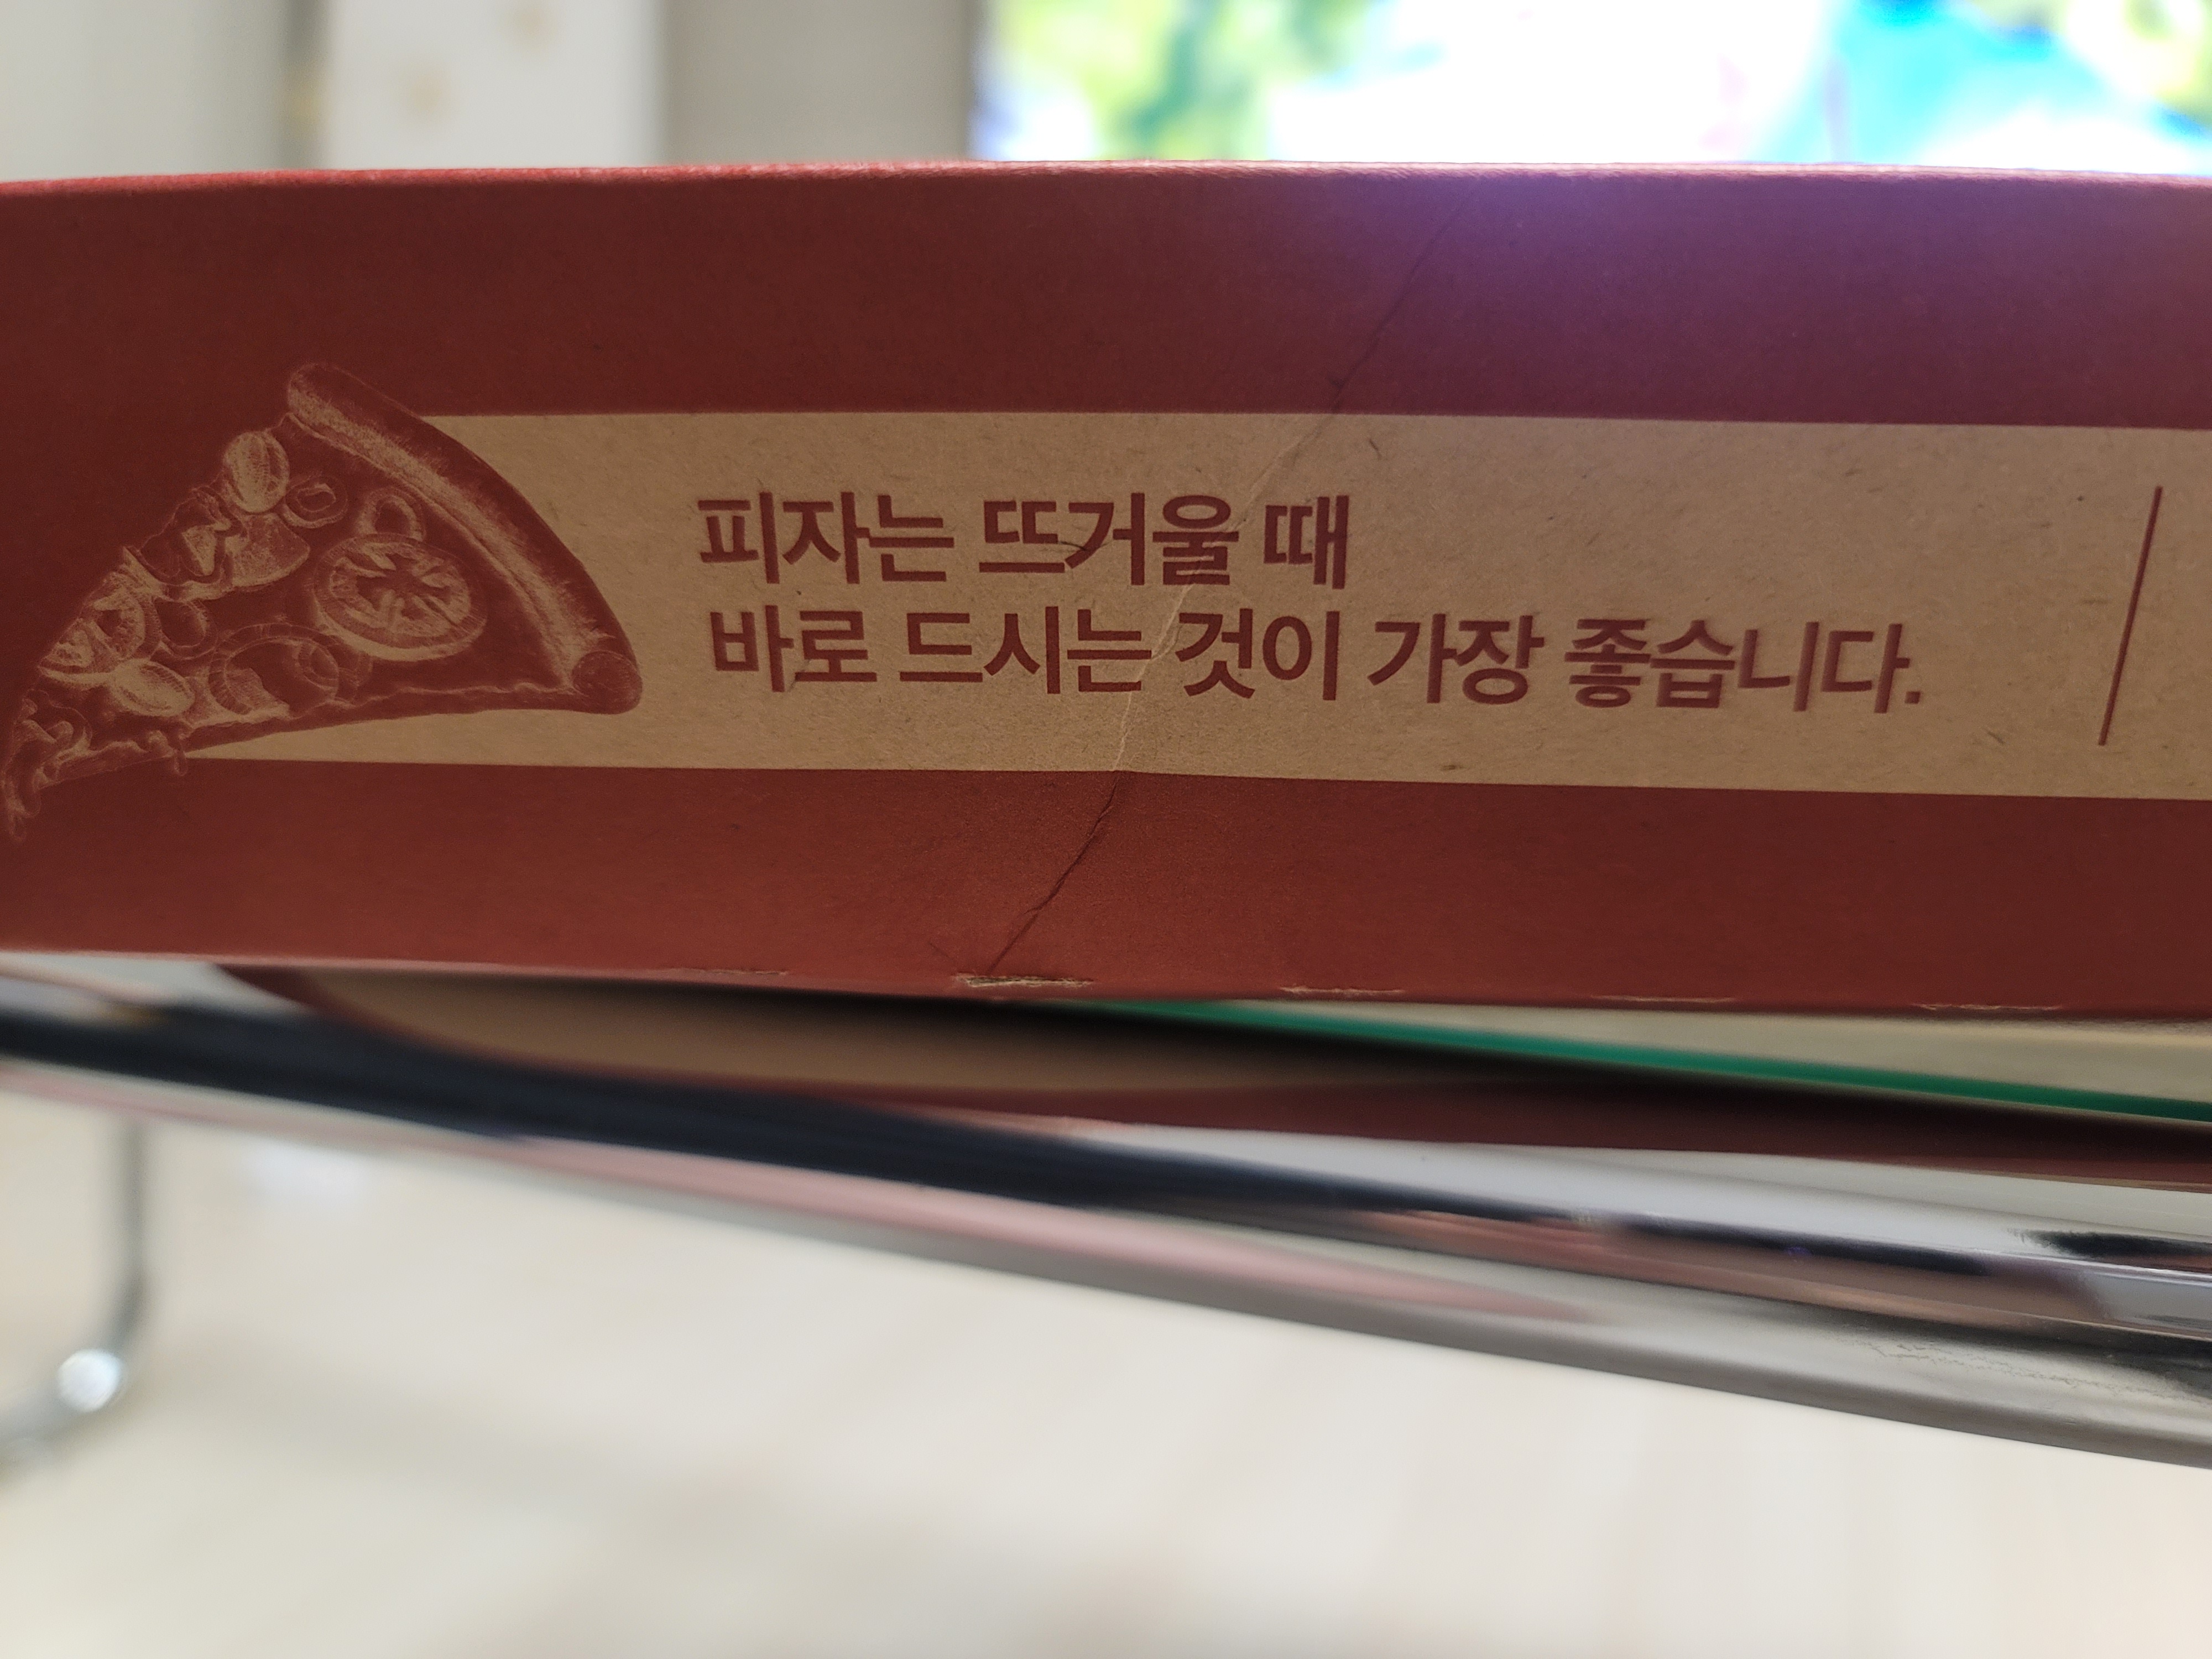 피자는 뜨거울 때
바로 드시는 것이 가장 좋습니다.